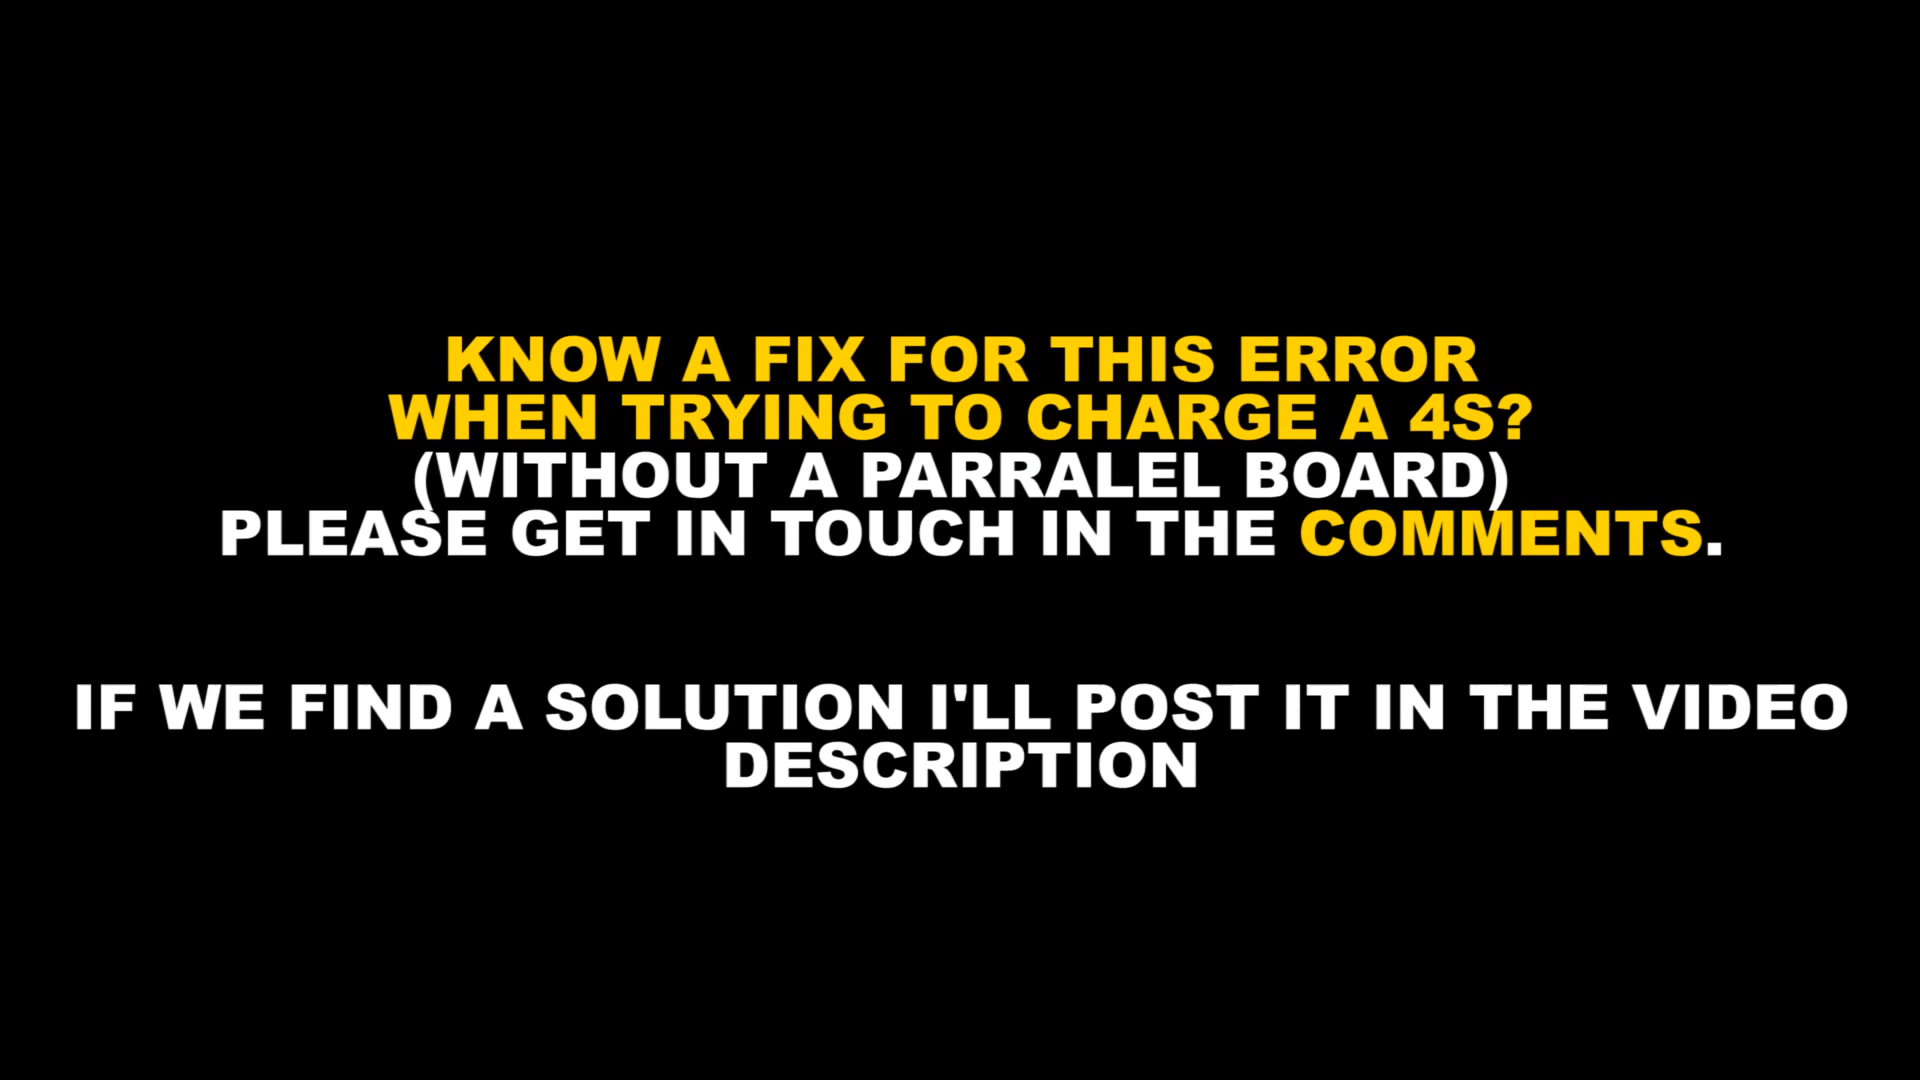 KNOW A FIX FOR THIS ERROR
WHEN TRYING TO CHARGE A 4S?
(WITHOUT A PARRALEL BOARD)
PLEASE GET IN TOUCH IN THE COMMENTS.
IF WE FIND A SOLUTION I'LL POST IT IN THE VIDEO
DESCRIPTION